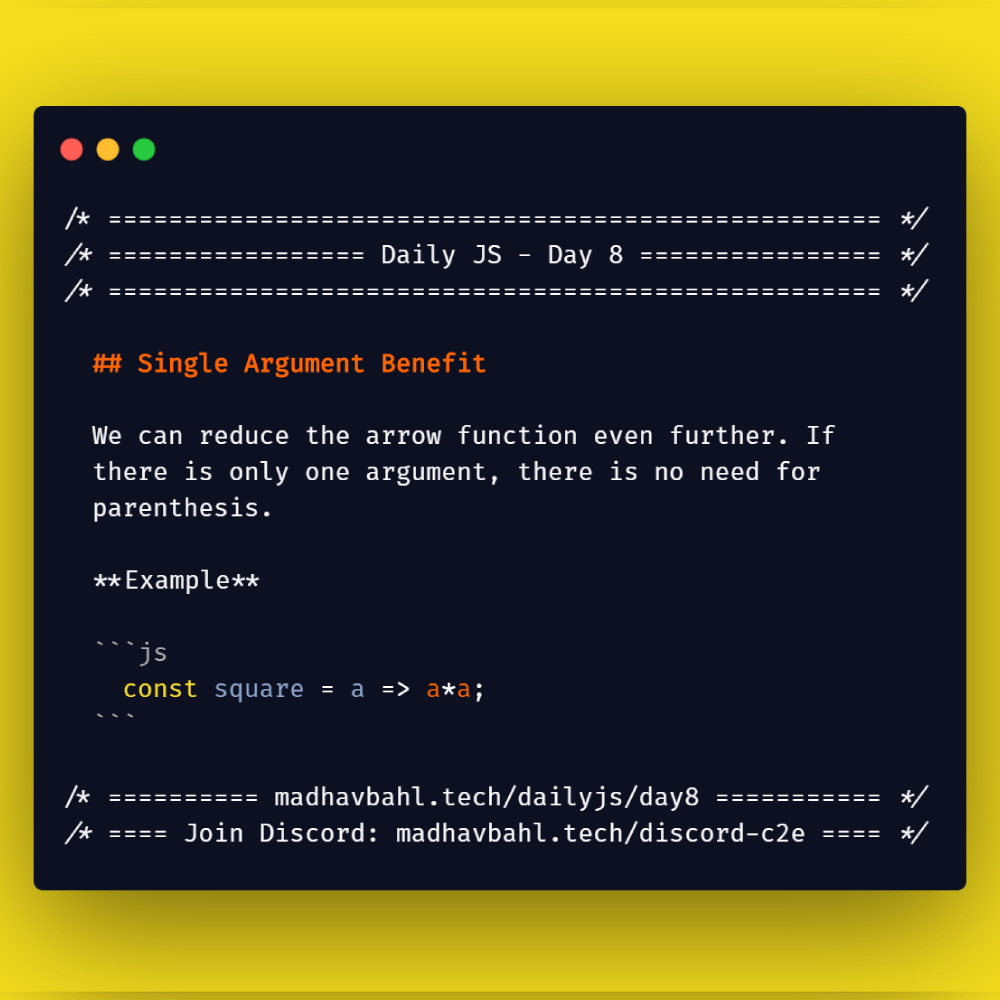 /* =================================================== */
/* ================= Daily JS - Day 8 ================ */
/* =================================================== */
## Single Argument Benefit
We can reduce the arrow function even further. If
there is only one argument, there is no need for
parenthesis.
**Example**
```js
const square = a => a*a;
```
/* ========== madhavbahl.tech/dailyjs/day8 =========== */
/* ==== Join Discord: madhavbahl.tech/discord-c2e ==== */